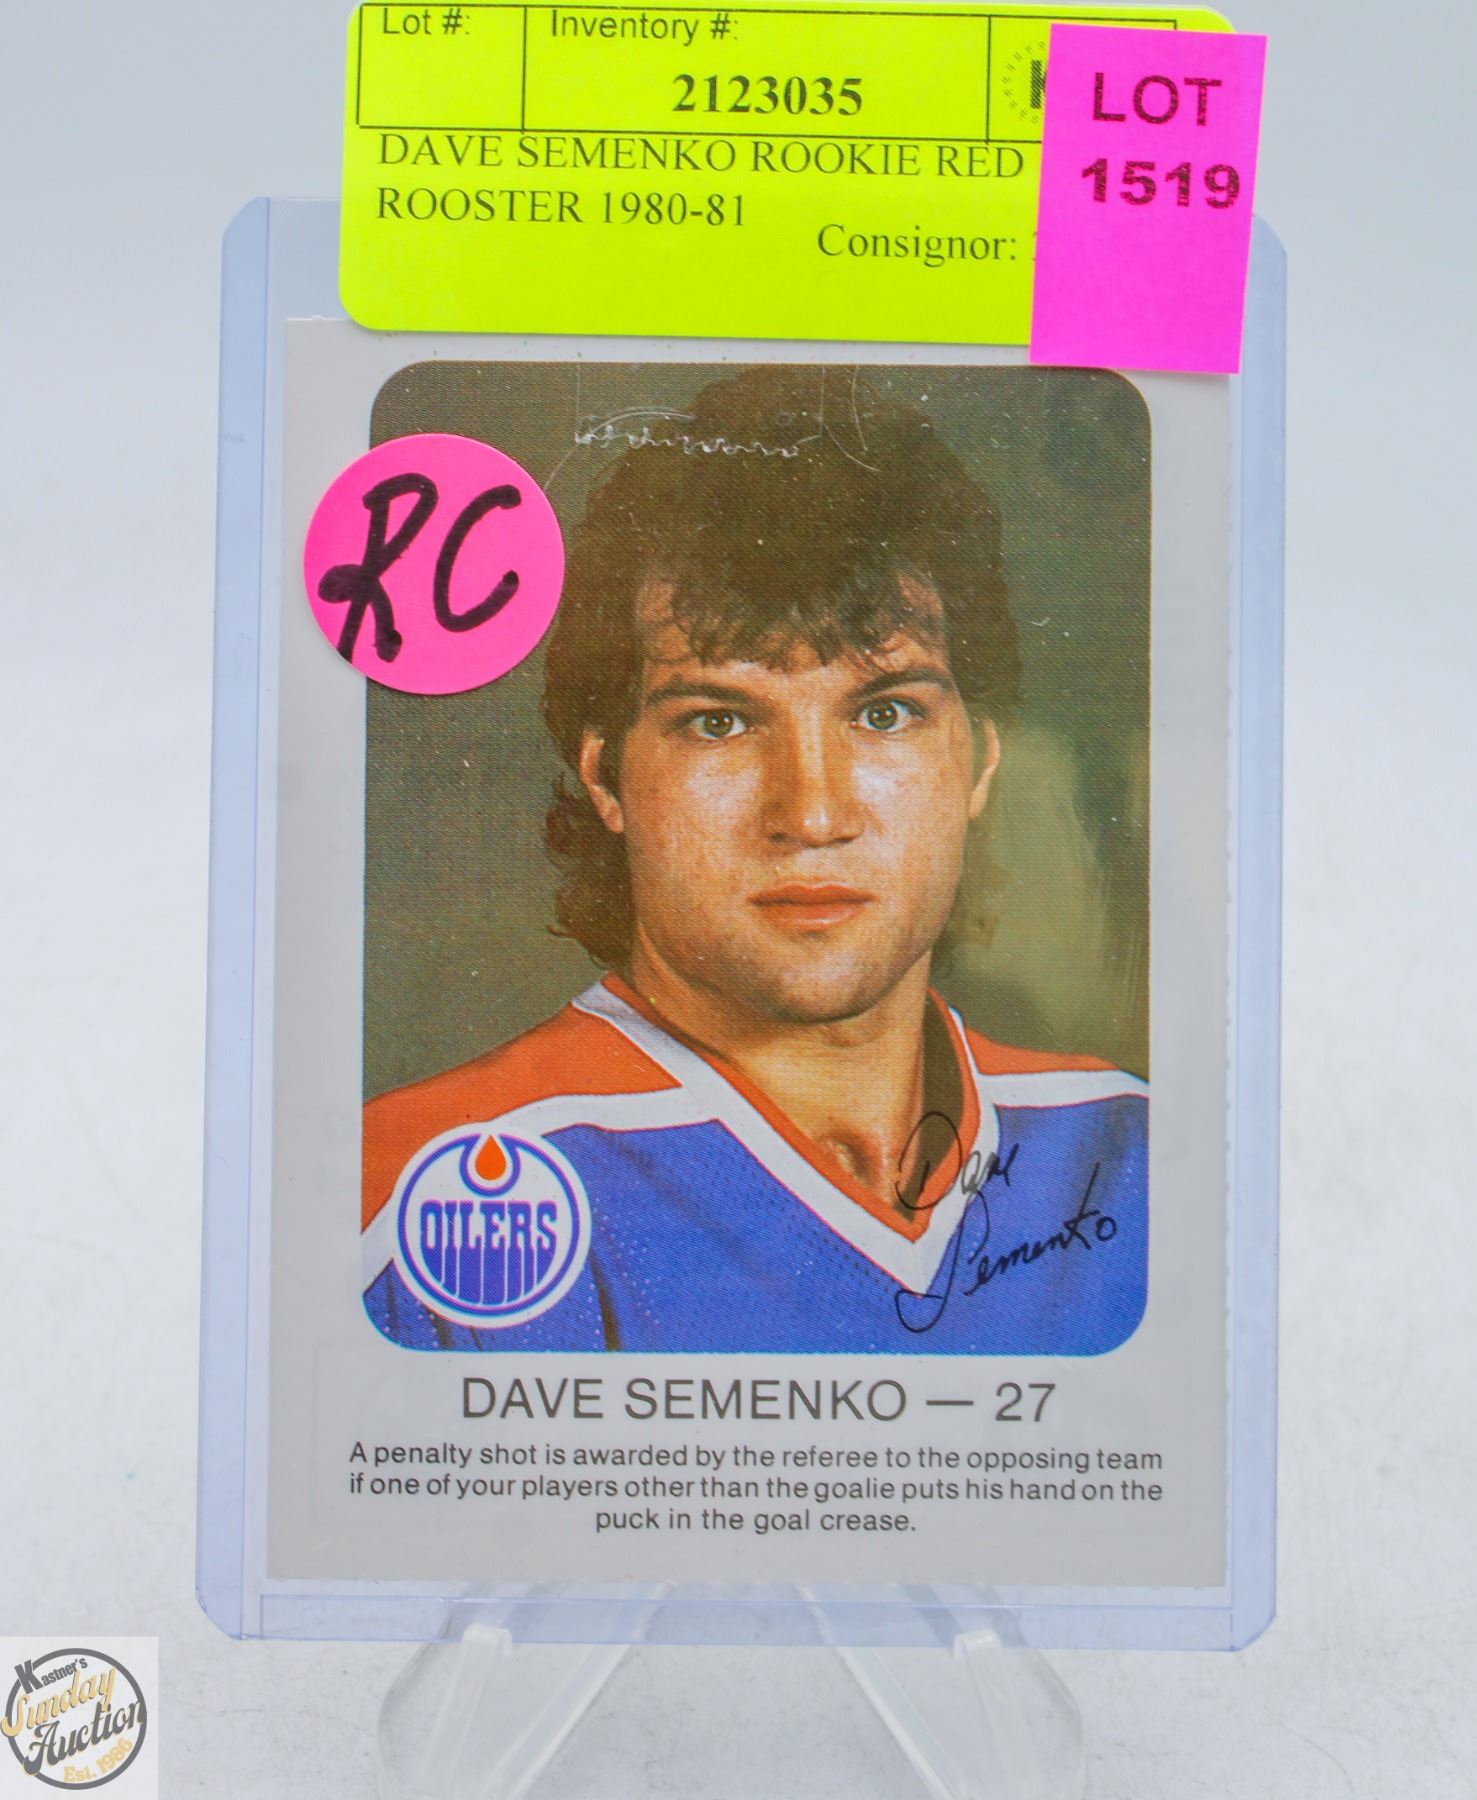 Lot #: Inventory #:
2123035
DAVE SEMENKO ROOKIE RED
ROOSTER 1980-81
Consignor:
LOT
1519
RC
OILERS
Dave
Semenko
DAVE SEMENKO — 27
A penalty shot is awarded by the referee to the opposing team
if one of your players other than the goalie puts his hand on the
puck in the goal crease.
Kastner's
Sunday
Auction
Est. 1986